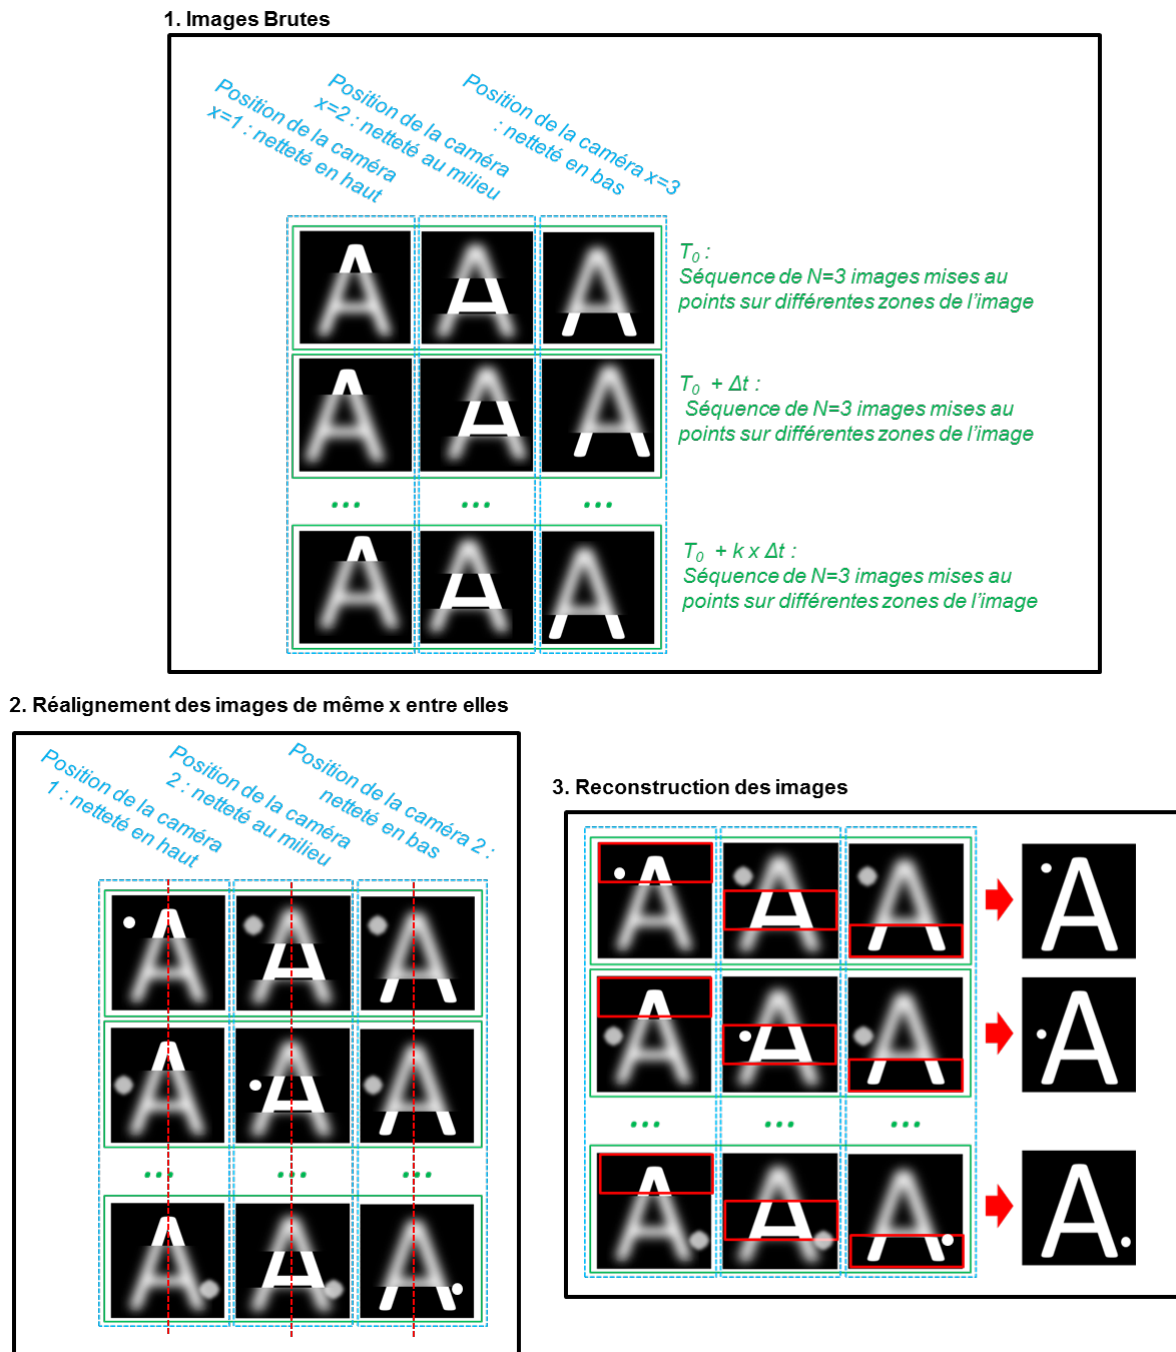 1. Images Brutes
Position de la caméra
x=1 : netteté en haut
Position de la caméra
x=2 : netteté au milieu
Position de la caméra x=3
: netteté en bas
T0 :
Séquence de N=3 images mises au
points sur différentes zones de l'image
T0 + Δt :
Séquence de N=3 images mises au
points sur différentes zones de l'image
...
...
...
T0 + k x Δt :
Séquence de N=3 images mises au
points sur différentes zones de l'image
A A A
A A A
A A A
2. Réalignement des images de même x entre elles
Position de la caméra
1 : netteté en haut
Position de la caméra
2 : netteté au milieu
Position de la caméra 2 :
netteté en bas
A A A
A A A
... ... ...
A A A
3. Reconstruction des images
A A A A
A A A A
... ... ...
A A A A